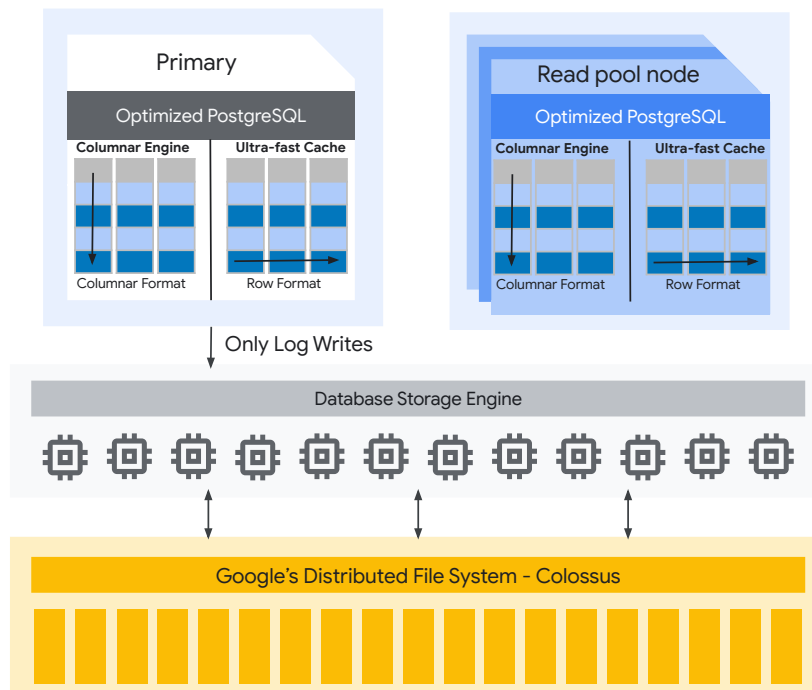 Primary
Optimized PostgreSQL
Columnar Engine
Ultra-fast Cache
Columnar Format
Row Format
Read pool node
Optimized PostgreSQL
Columnar Engine
Ultra-fast Cache
Columnar Format
Row Format
Only Log Writes
Database Storage Engine
Google’s Distributed File System - Colossus